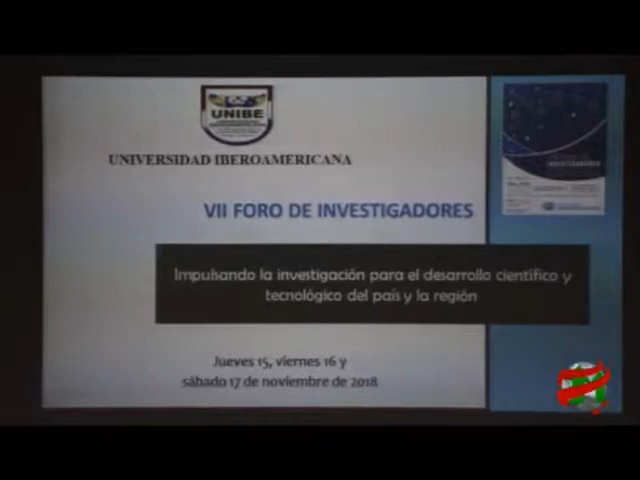 UNIBE
UNIVERSIDAD IBEROAMERICANA
VII FORO DE INVESTIGADORES
Impulsando la investigación para el desarrollo científico y
tecnológico del país y la región
Jueves 15, viernes 16 y
sábado 17 de noviembre de 2018
INVESTIGADORES